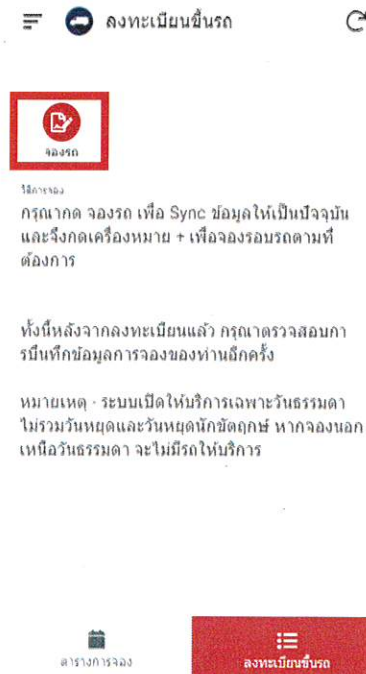 ลงทะเบียนขึ้นรถ
จองรถ
วิธีการจอง
กรุณากด จองรถ เพื่อ Sync ข้อมูลให้เป็นปัจจุบัน
และจึงกดเครื่องหมาย + เพื่อจองรอบรถตามที่
ต้องการ
ทั้งนี้หลังจากลงทะเบียนแล้ว กรุณาตรวจสอบกา
รบันทึกข้อมูลการจองของท่านอีกครั้ง
หมายเหตุ - ระบบเปิดให้บริการเฉพาะวันธรรมดา
ไม่รวมวันหยุดและวันหยุดนักขัตฤกษ์ หากจองนอก
เหนือวันธรรมดา จะไม่มีรถให้บริการ
ตารางการจอง
ลงทะเบียนขึ้นรถ